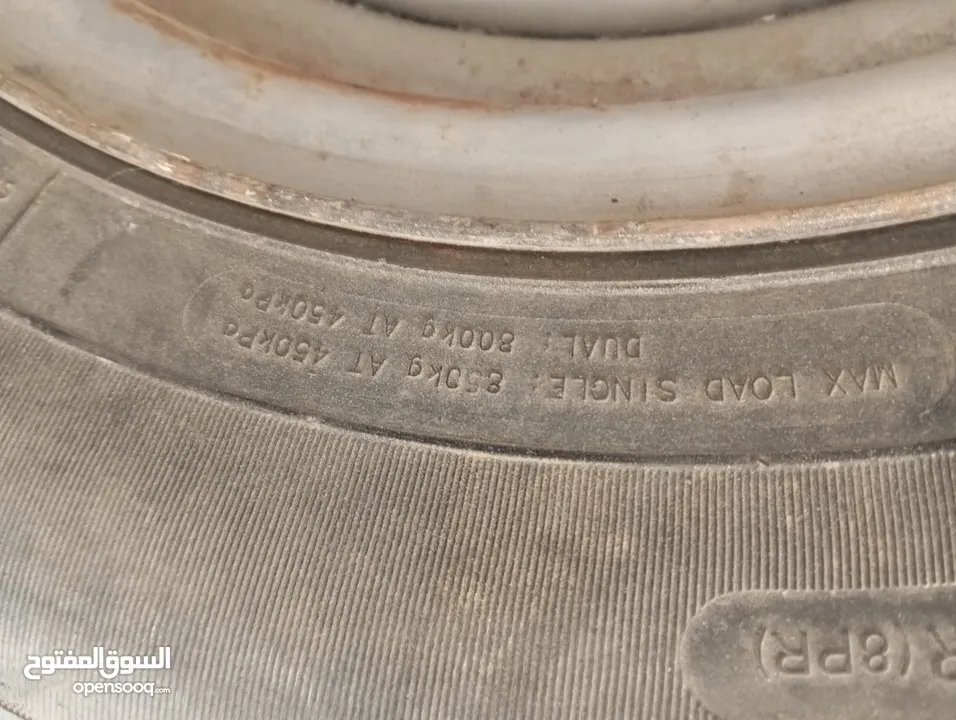 MAX. LOAD SINGLE: 850kg AT 450kPa
DUAL: 800kg AT 450kPa
R (8PR)
السوق المفتوح
opensooq.com